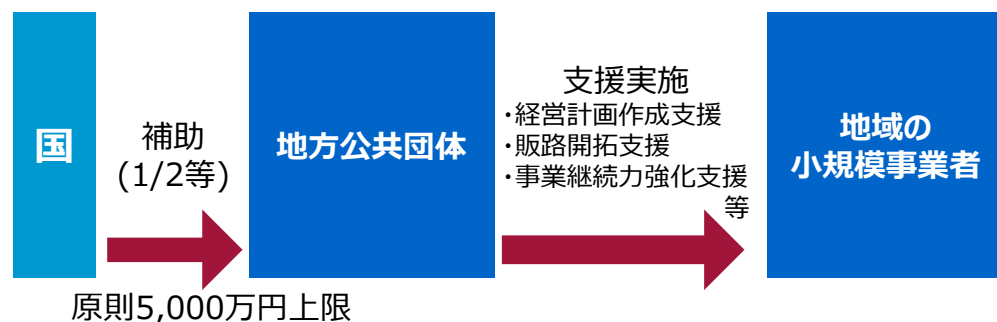 国
補助
(1/2等)
原則5,000万円上限
地方公共団体
支援実施
・経営計画作成支援
・販路開拓支援
・事業継続力強化支援
等
地域の
小規模事業者